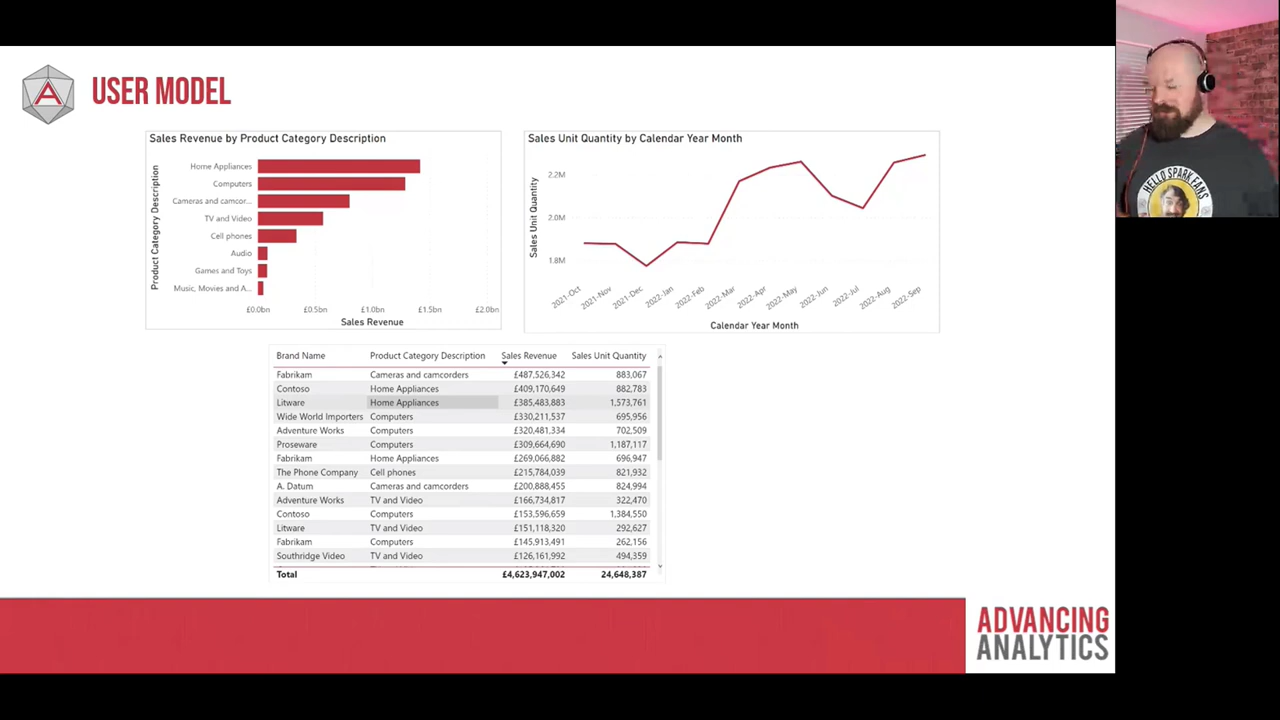 A
USER MODEL
Sales Revenue by Product Category Description
Product Category Description
Home Appliances
Computers
Cameras and camcor...
TV and Video
Cell phones
Audio
Games and Toys
Music, Movies and A...
£0.0bn £0.5bn £1.0bn £1.5bn £2.0bn
Sales Revenue
Sales Unit Quantity by Calendar Year Month
Sales Unit Quantity
2.2M
2.0M
1.8M
2021-Oct 2021-Nov 2021-Dec 2022-Jan 2022-Feb 2022-Mar 2022-Apr 2022-May 2022-Jun 2022-Jul 2022-Aug 2022-Sep
Calendar Year Month
Brand Name Product Category Description Sales Revenue Sales Unit Quantity
Fabrikam Cameras and camcorders £487,526,342 883,067
Contoso Home Appliances £409,170,649 882,783
Litware Home Appliances £385,483,883 1,573,761
Wide World Importers Computers £330,211,537 695,956
Adventure Works Computers £320,481,334 702,509
Proseware Computers £309,664,690 1,187,117
Fabrikam Home Appliances £269,066,882 696,947
The Phone Company Cell phones £215,784,039 821,932
A. Datum Cameras and camcorders £200,888,455 824,994
Adventure Works TV and Video £166,734,817 322,470
Contoso Computers £153,596,659 1,384,550
Litware TV and Video £151,118,320 292,627
Fabrikam Computers £145,913,491 262,156
Southridge Video TV and Video £126,161,992 494,359
Total £4,623,947,002 24,648,387
ADVANCING
ANALYTICS
HELLO SPARK FANS